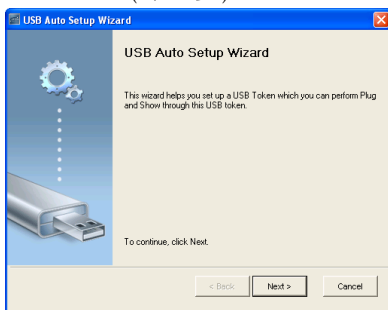 USB Auto Setup Wizard
USB Auto Setup Wizard
This wizard helps you set up a USB Token which you can perform Plug
and Show through this USB token.
To continue, click Next.
< Back
Next >
Cancel